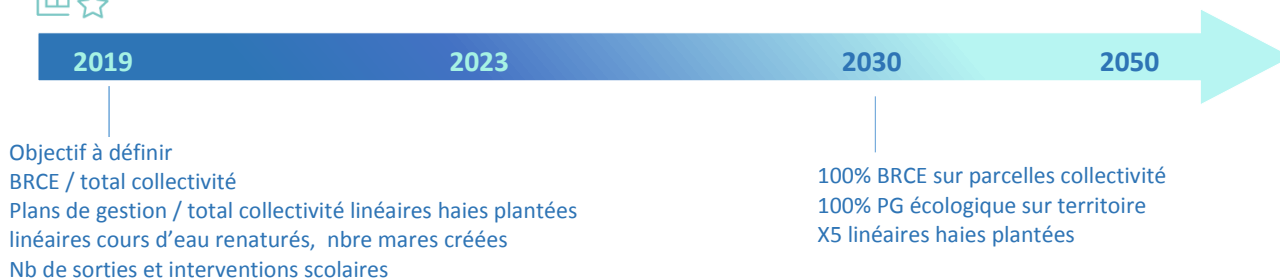 2019 2023 2030 2050
Objectif à définir
BRCE / total collectivité
Plans de gestion / total collectivité linéaires haies plantées
linéaires cours d'eau renaturés, nbre mares créées
Nb de sorties et interventions scolaires
100% BRCE sur parcelles collectivité
100% PG écologique sur territoire
X5 linéaires haies plantées